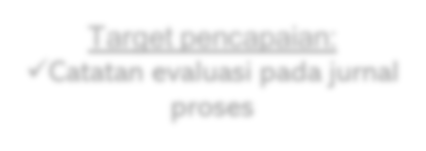 Target pencapaian:
✓Catatan evaluasi pada jurnal
proses